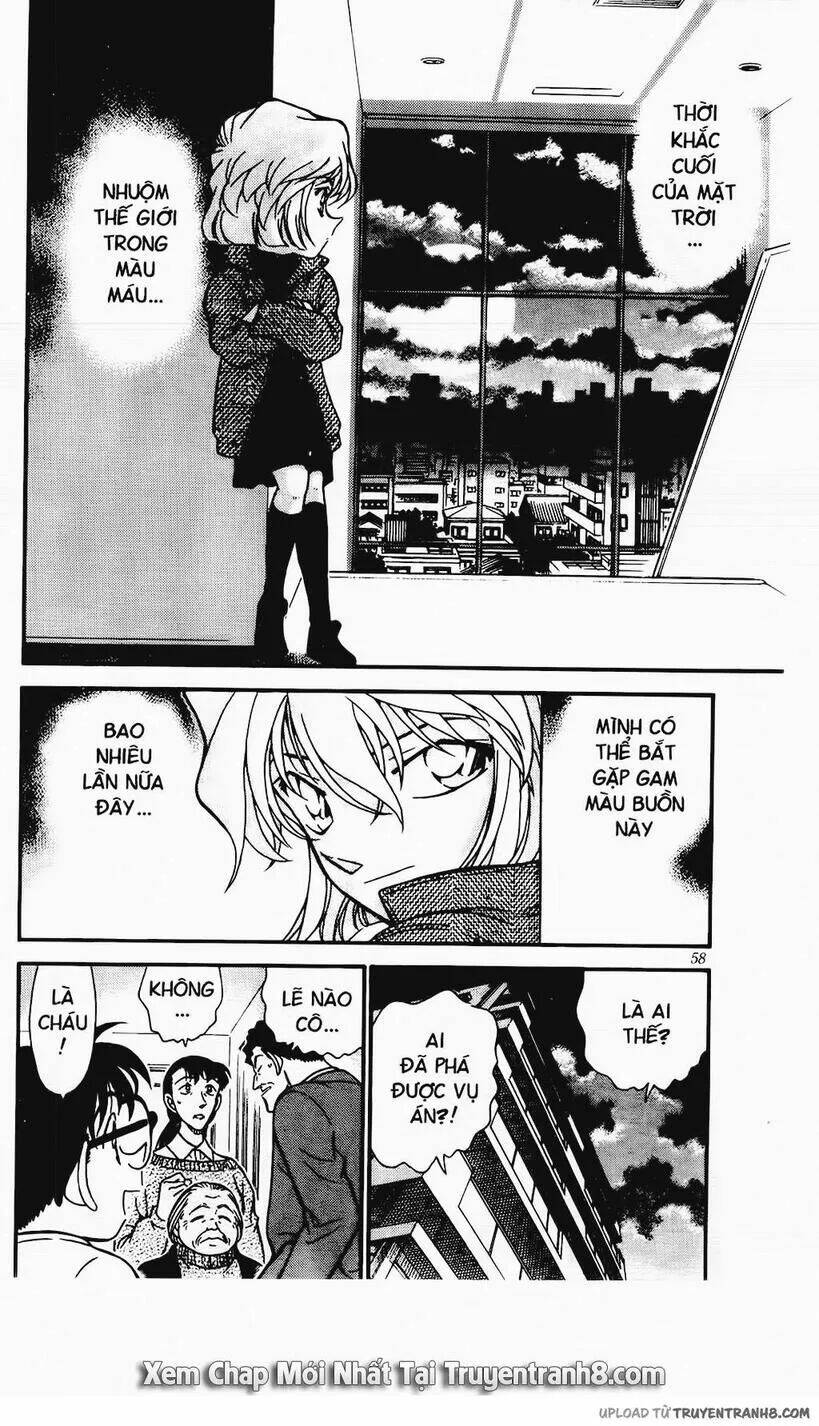 THỜI
KHẮC
CUỐI
CỦA MẶT
TRỜI
...
NHUỘM
THẾ GIỚI
TRONG
MÀU
MÁU...
MÌNH CÓ
THỂ BẮT
GẶP GAM
MÀU BUỒN
NÀY
BAO
NHIÊU
LẦN NỮA
ĐÂY...
58
LÀ AI
THẾ?
AI
ĐÃ PHÁ
ĐƯỢC VỤ
ÁN?!
LẼ NÀO
CÔ...
KHÔNG
...
LÀ
CHÁU
!
Xem Chap Mới Nhất Tại Truyentranh8.com
UPLOAD TỪ TRUYENTRANH8.COM